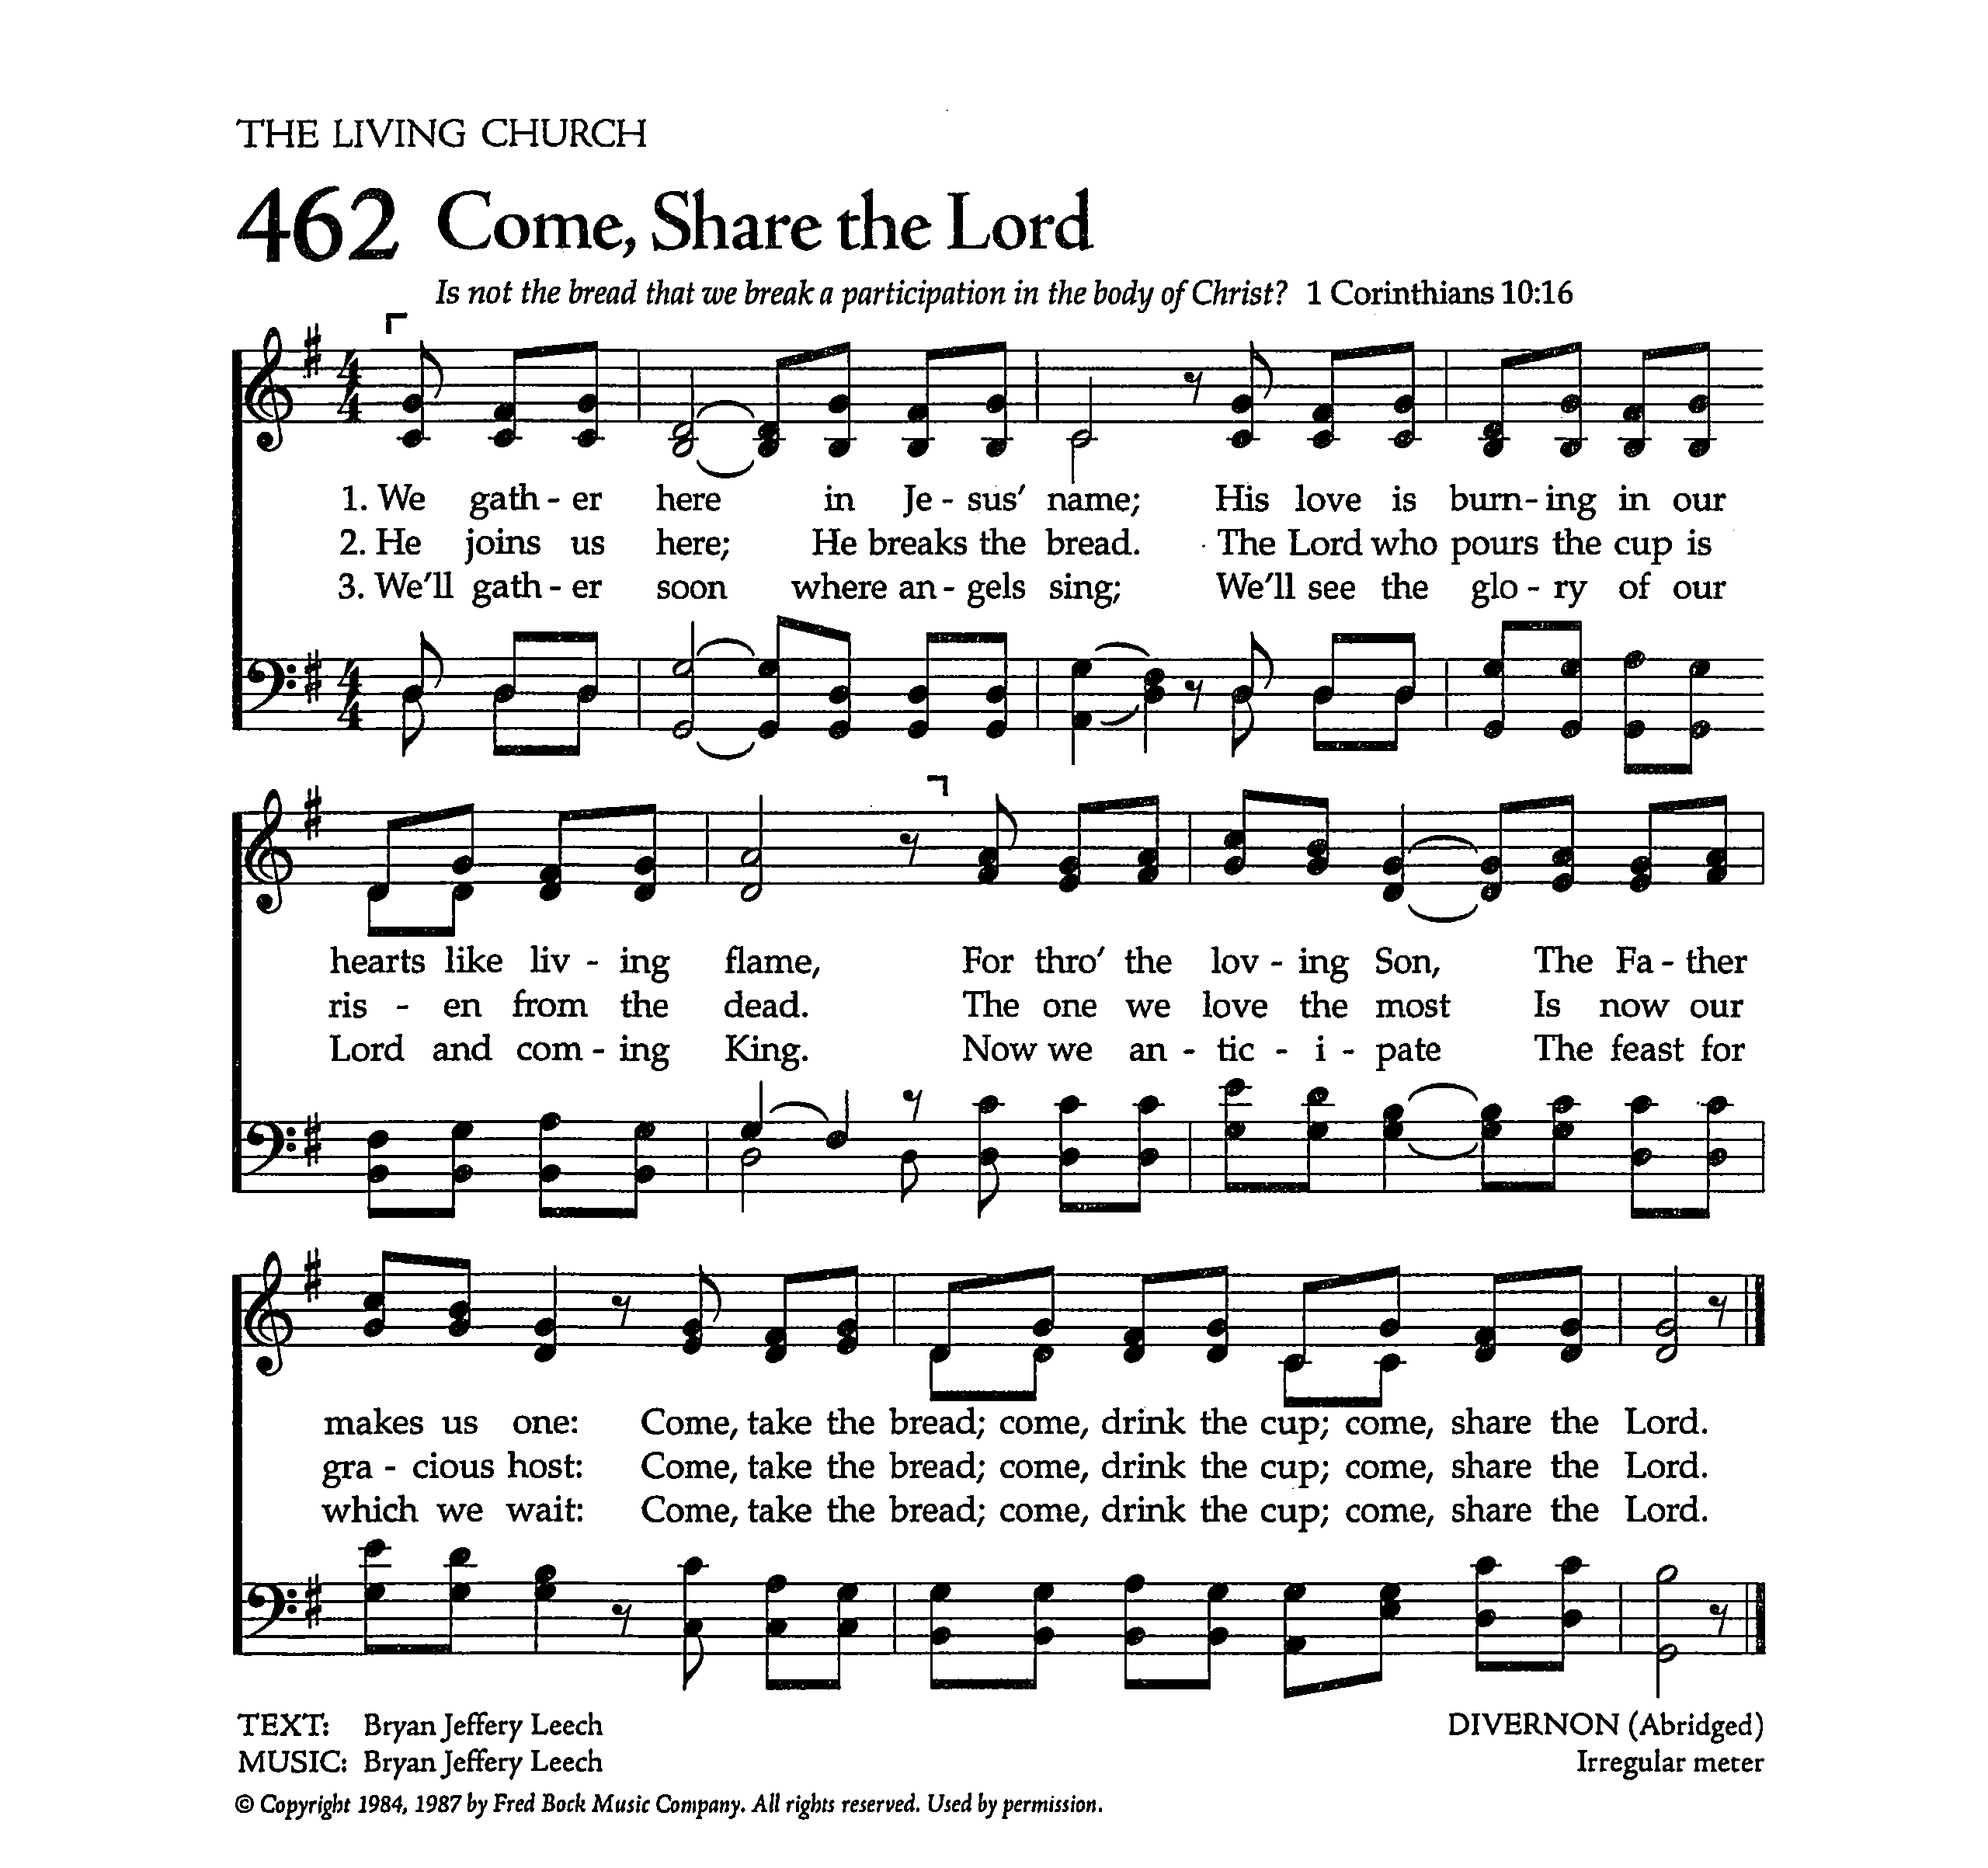 THE LIVING CHURCH
462 Come, Share the Lord
Is not the bread that we break a participation in the body of Christ? 1 Corinthians 10:16
1. We gath - er here in Je - sus' name; His love is burn - ing in our
2. He joins us here; He breaks the bread. The Lord who pours the cup is
3. We'll gath - er soon where an - gels sing; We'll see the glo - ry of our
hearts like liv - ing flame, For thro' the lov - ing Son, The Fa - ther
ris - en from the dead. The one we love the most Is now our
Lord and com - ing King. Now we an - tic - i - pate The feast for
makes us one: Come, take the bread; come, drink the cup; come, share the Lord.
gra - cious host: Come, take the bread; come, drink the cup; come, share the Lord.
which we wait: Come, take the bread; come, drink the cup; come, share the Lord.
TEXT: Bryan Jeffery Leech DIVERNON (Abridged)
MUSIC: Bryan Jeffery Leech Irregular meter
© Copyright 1984, 1987 by Fred Bock Music Company. All rights reserved. Used by permission.